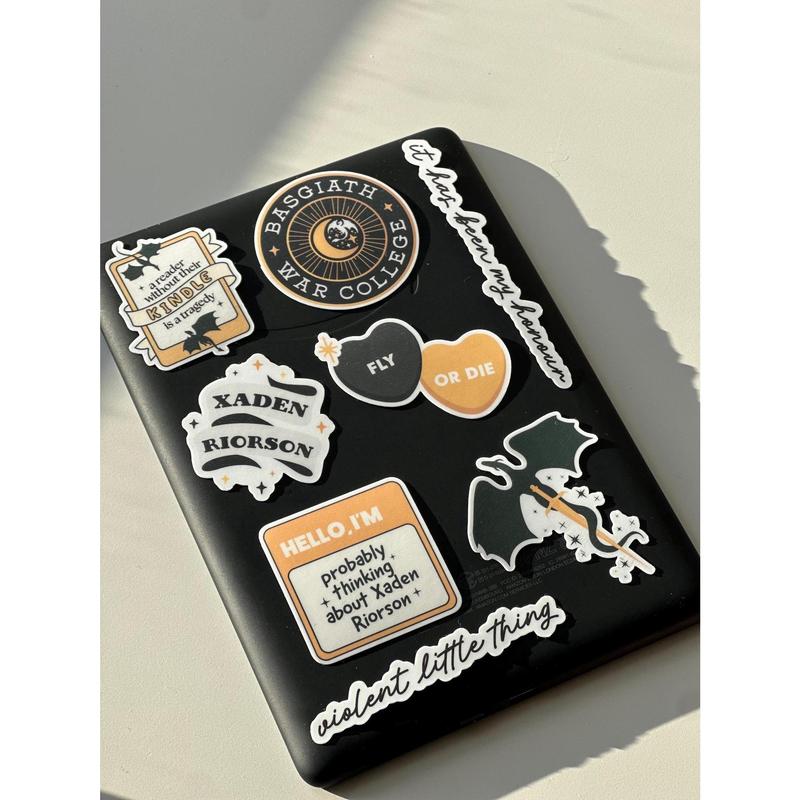 BASGIATH
WAR COLLEGE
it has been my honour
a reader
without their
KINDLE
is a tragedy
FLY
OR DIE
XADEN
RIORSON
HELLO, I'M
probably
thinking
about Xaden
Riorson
violent little thing